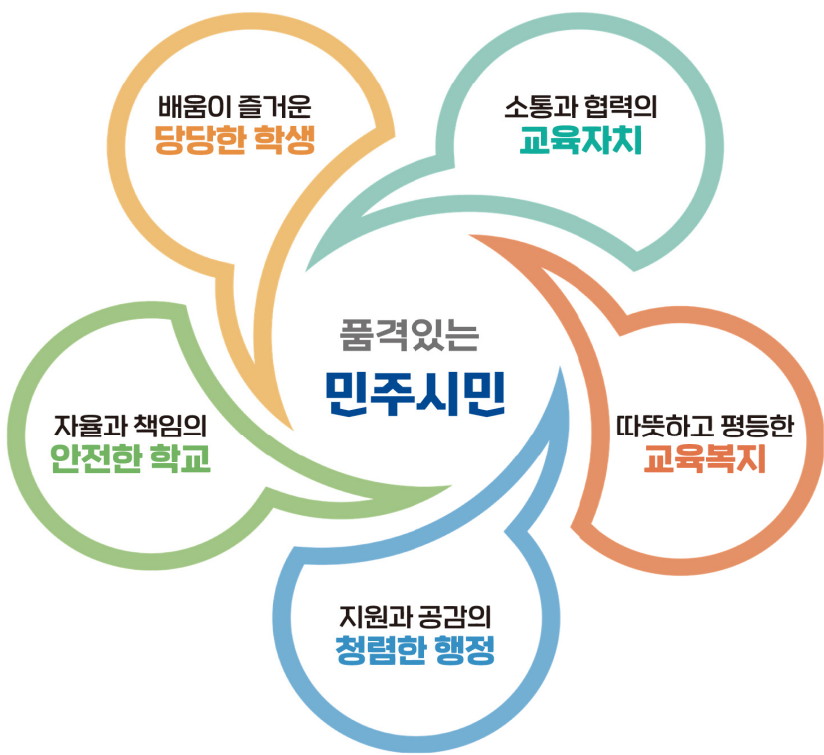 배움이 즐거운
당당한 학생
소통과 협력의
교육자치
품격있는
민주시민
자율과 책임의
안전한 학교
따뜻하고 평등한
교육복지
지원과 공감의
청렴한 행정